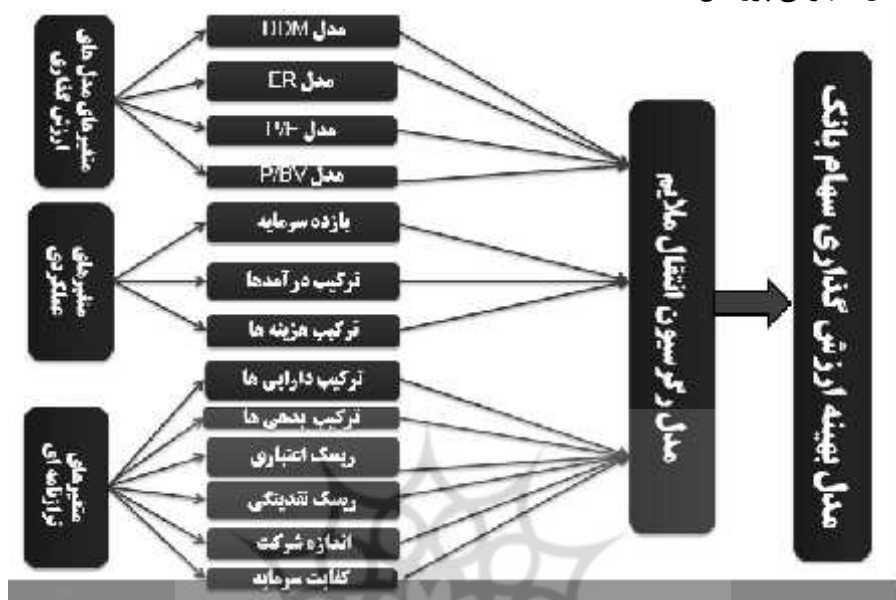 متغیرهای مدل های
ارزش گذاری
مدل DDM
مدل ER
مدل P/E
مدل P/BV
متغیرهای
عملکردی
بازده سرمایه
ترکیب درآمدها
ترکیب هزینه ها
متغیرهای
ترازنامه ای
ترکیب دارایی ها
ترکیب بدهی ها
ریسک اعتباری
ریسک نقدینگی
اندازه شرکت
کفایت سرمایه
مدل رگرسیون انتقال ملایم
مدل بهینه ارزش گذاری سهام بانک